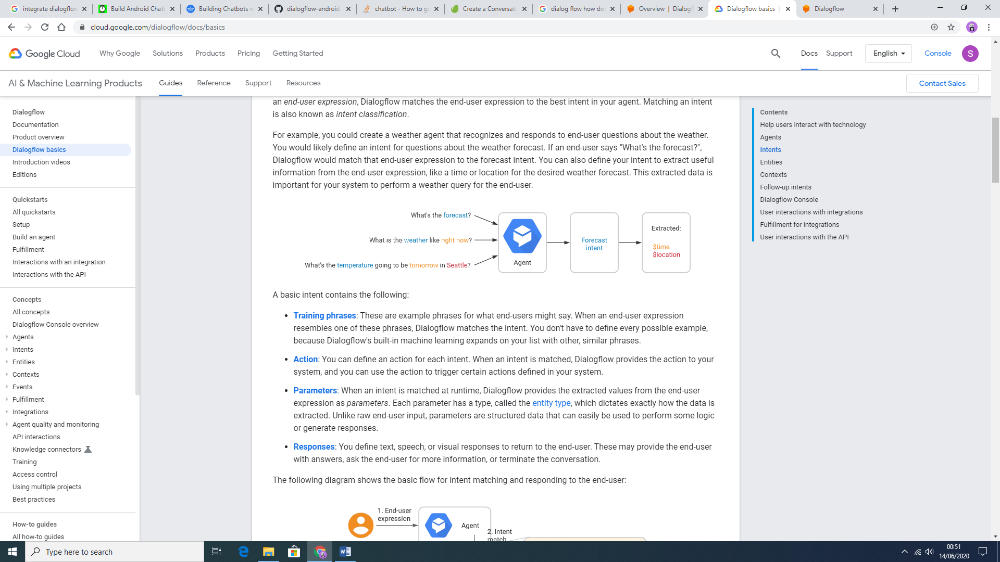 integrate dialogflow
Build Android Chatb
Building Chatbots w
dialogflow-android-
chatbot - How to ge
Create a Conversati
dialog flow how do
Overview | Dialogfl
Dialogflow basics |
Dialogflow
cloud.google.com/dialogflow/docs/basics
Google Cloud
Why Google
Solutions
Products
Pricing
Getting Started
Docs
Support
English
Console
S
AI & Machine Learning Products
Guides
Reference
Support
Resources
Contact Sales
Dialogflow
Documentation
Product overview
Dialogflow basics
Introduction videos
Editions
Quickstarts
All quickstarts
Setup
Build an agent
Fulfillment
Interactions with an integration
Interactions with the API
Concepts
All concepts
Dialogflow Console overview
Agents
Intents
Entities
Contexts
Events
Fulfillment
Integrations
Agent quality and monitoring
API interactions
Knowledge connectors
Training
Access control
Using multiple projects
Best practices
How-to guides
All how-to guides
an end-user expression, Dialogflow matches the end-user expression to the best intent in your agent. Matching an intent
is also known as intent classification.
For example, you could create a weather agent that recognizes and responds to end-user questions about the weather.
You would likely define an intent for questions about the weather forecast. If an end-user says "What's the forecast?",
Dialogflow would match that end-user expression to the forecast intent. You can also define your intent to extract useful
information from the end-user expression, like a time or location for the desired weather forecast. This extracted data is
important for your system to perform a weather query for the end-user.
What's the forecast?
What is the weather like right now?
What's the temperature going to be tomorrow in Seattle?
Agent
Forecast
intent
Extracted:
$time
$location
A basic intent contains the following:
• Training phrases: These are example phrases for what end-users might say. When an end-user expression
resembles one of these phrases, Dialogflow matches the intent. You don't have to define every possible example,
because Dialogflow's built-in machine learning expands on your list with other, similar phrases.
• Action: You can define an action for each intent. When an intent is matched, Dialogflow provides the action to your
system, and you can use the action to trigger certain actions defined in your system.
• Parameters: When an intent is matched at runtime, Dialogflow provides the extracted values from the end-user
expression as parameters. Each parameter has a type, called the entity type, which dictates exactly how the data is
extracted. Unlike raw end-user input, parameters are structured data that can easily be used to perform some logic
or generate responses.
• Responses: You define text, speech, or visual responses to return to the end-user. These may provide the end-user
with answers, ask the end-user for more information, or terminate the conversation.
The following diagram shows the basic flow for intent matching and responding to the end-user:
1. End-user
expression
Agent
2. Intent
match
Contents
Help users interact with technology
Agents
Intents
Entities
Contexts
Follow-up intents
Dialogflow Console
User interactions with integrations
Fulfillment for integrations
User interactions with the API
Type here to search
00:51
14/06/2020